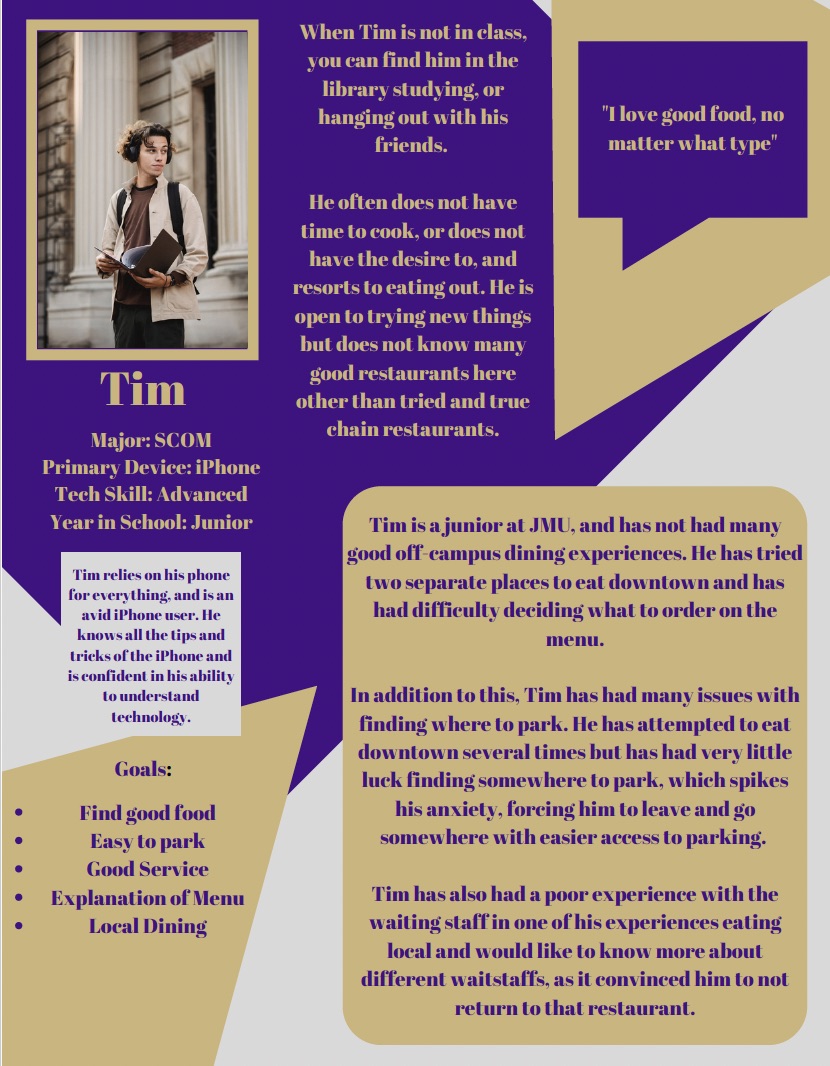 Tim
Major: SCOM
Primary Device: iPhone
Tech Skill: Advanced
Year in School: Junior
Tim relies on his phone
for everything, and is an
avid iPhone user. He
knows all the tips and
tricks of the iPhone and
is confident in his ability
to understand
technology.
Goals:
• Find good food
• Easy to park
• Good Service
• Explanation of Menu
• Local Dining
When Tim is not in class,
you can find him in the
library studying, or
hanging out with his
friends.
He often does not have
time to cook, or does not
have the desire to, and
resorts to eating out. He is
open to trying new things
but does not know many
good restaurants here
other than tried and true
chain restaurants.
"I love good food, no
matter what type"
Tim is a junior at JMU, and has not had many
good off-campus dining experiences. He has tried
two separate places to eat downtown and has
had difficulty deciding what to order on the
menu.
In addition to this, Tim has had many issues with
finding where to park. He has attempted to eat
downtown several times but has had very little
luck finding somewhere to park, which spikes
his anxiety, forcing him to leave and go
somewhere with easier access to parking.
Tim has also had a poor experience with the
waiting staff in one of his experiences eating
local and would like to know more about
different waitstaffs, as it convinced him to not
return to that restaurant.